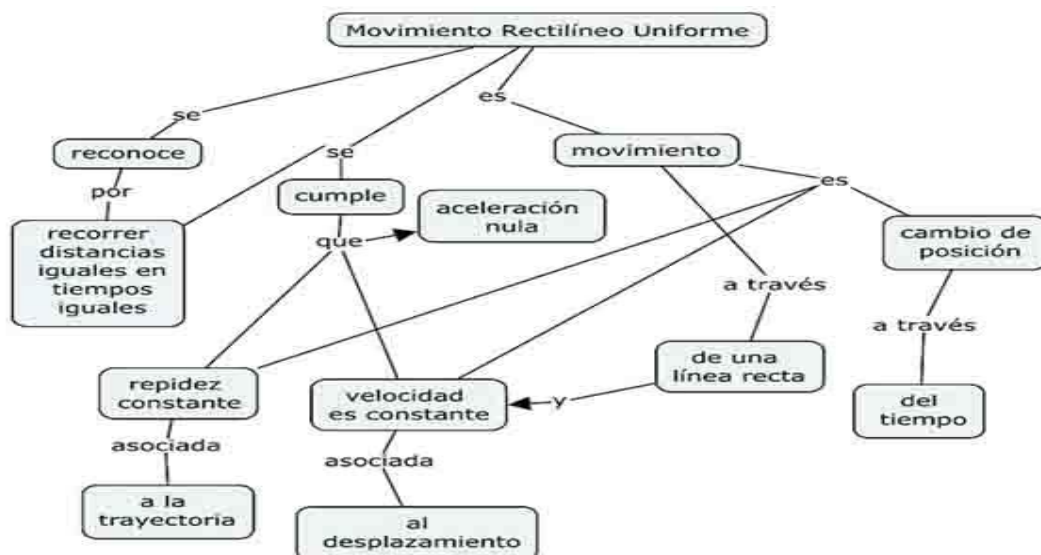 Movimiento Rectilíneo Uniforme
se
es
reconoce
se
movimiento
por
cumple
es
recorrer
distancias
iguales en
tiempos
iguales
que
aceleración
nula
cambio de
posición
a través
a través
repidez
constante
velocidad
es constante
y
de una
línea recta
del
tiempo
asociada
asociada
a la
trayectoria
al
desplazamiento